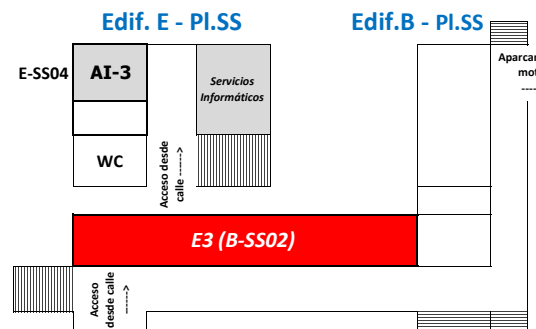 Edif. E - Pl.SS
Edif.B - Pl.SS
E-SS04
AI-3
Servicios
Informáticos
WC
Acceso desde
calle ------>
E3 (B-SS02)
Acceso
desde calle
----->